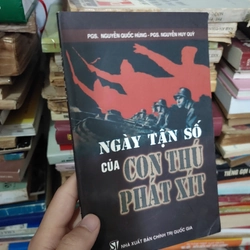 PGS. NGUYỄN QUỐC HÙNG - PGS. NGUYỄN HUY QUÝ
NGÀY TẬN SỐ
CỦA CON THÚ
PHÁT XÍT
NHÀ XUẤT BẢN CHÍNH TRỊ QUỐC GIA